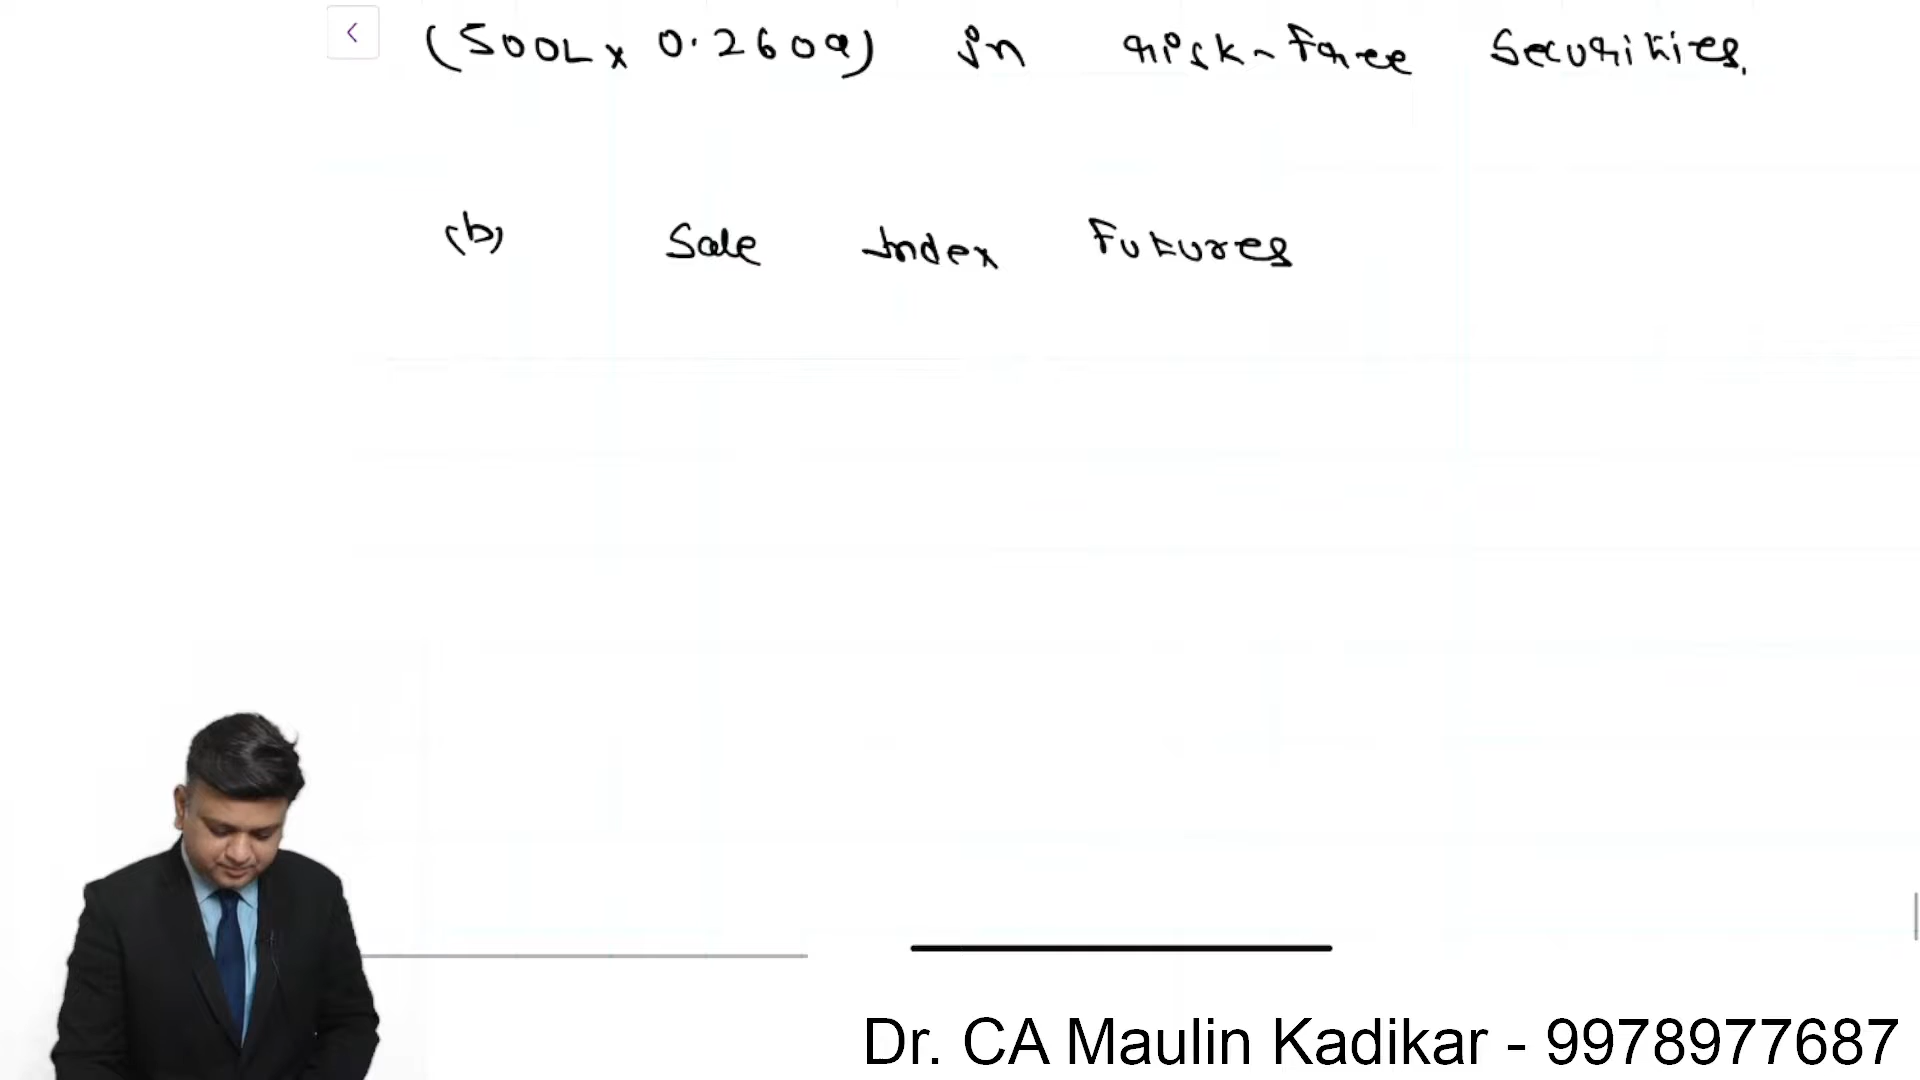 (500L x 0.2609) in risk-free securities.
(b) Sale Index Futures
Dr. CA Maulin Kadikar - 9978977687